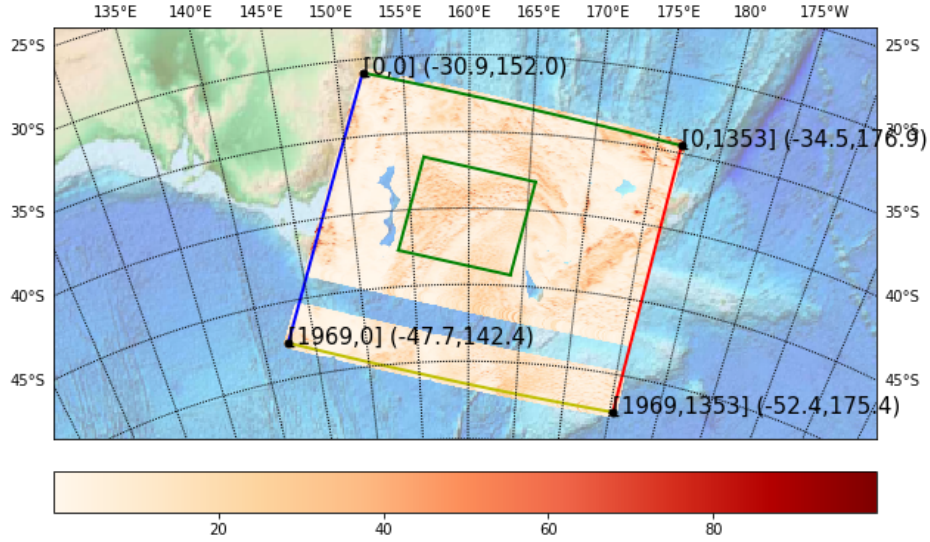 135°E 140°E 145°E 150°E 155°E 160°E 165°E 170°E 175°E 180° 175°W
25°S 25°S
[0,0] (-30.9,152.0)
30°S 30°S
[0,1353] (-34.5,176.9)
35°S 35°S
40°S 40°S
[1969,0] (-47.7,142.4)
45°S 45°S
[1969,1353] (-52.4,175.4)
20 40 60 80